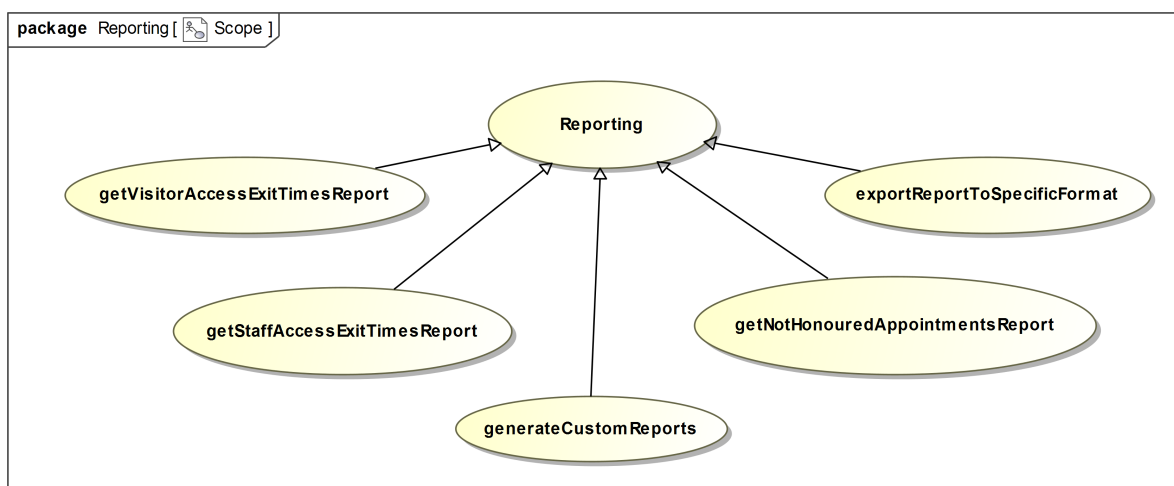 package Reporting [ Scope ]
Reporting
getVisitorAccessExitTimesReport
exportReportToSpecificFormat
getStaffAccessExitTimesReport
getNotHonouredAppointmentsReport
generateCustomReports